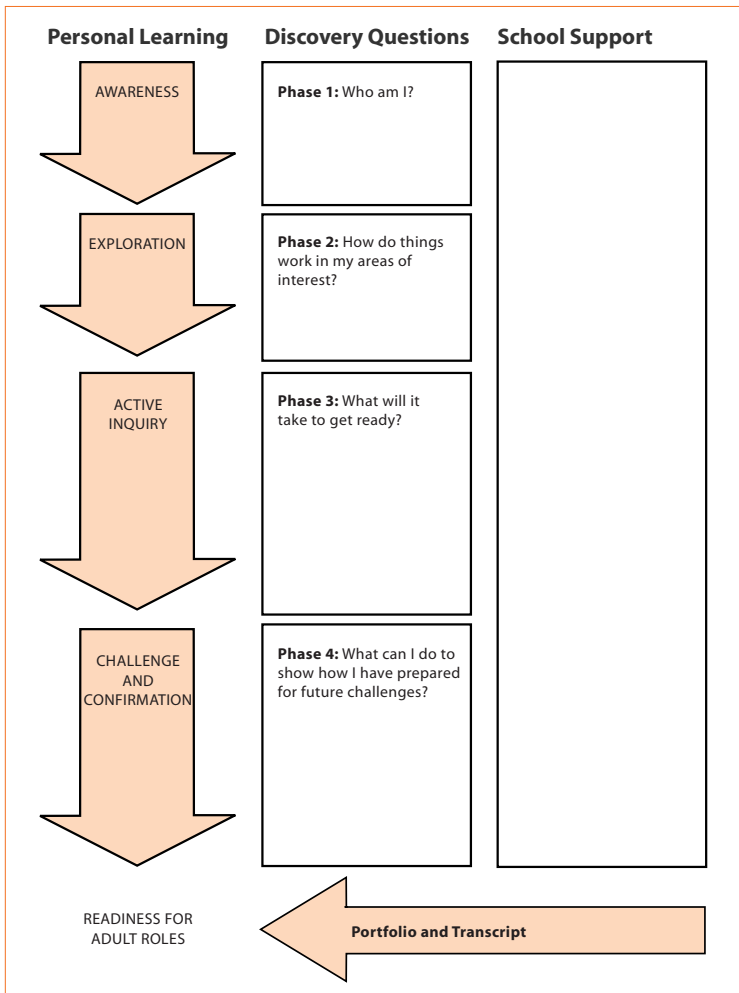 Personal Learning
Discovery Questions
School Support
AWARENESS
Phase 1: Who am I?
EXPLORATION
Phase 2: How do things
work in my areas of
interest?
ACTIVE
INQUIRY
Phase 3: What will it
take to get ready?
CHALLENGE
AND
CONFIRMATION
Phase 4: What can I do to
show how I have prepared
for future challenges?
READINESS FOR
ADULT ROLES
Portfolio and Transcript